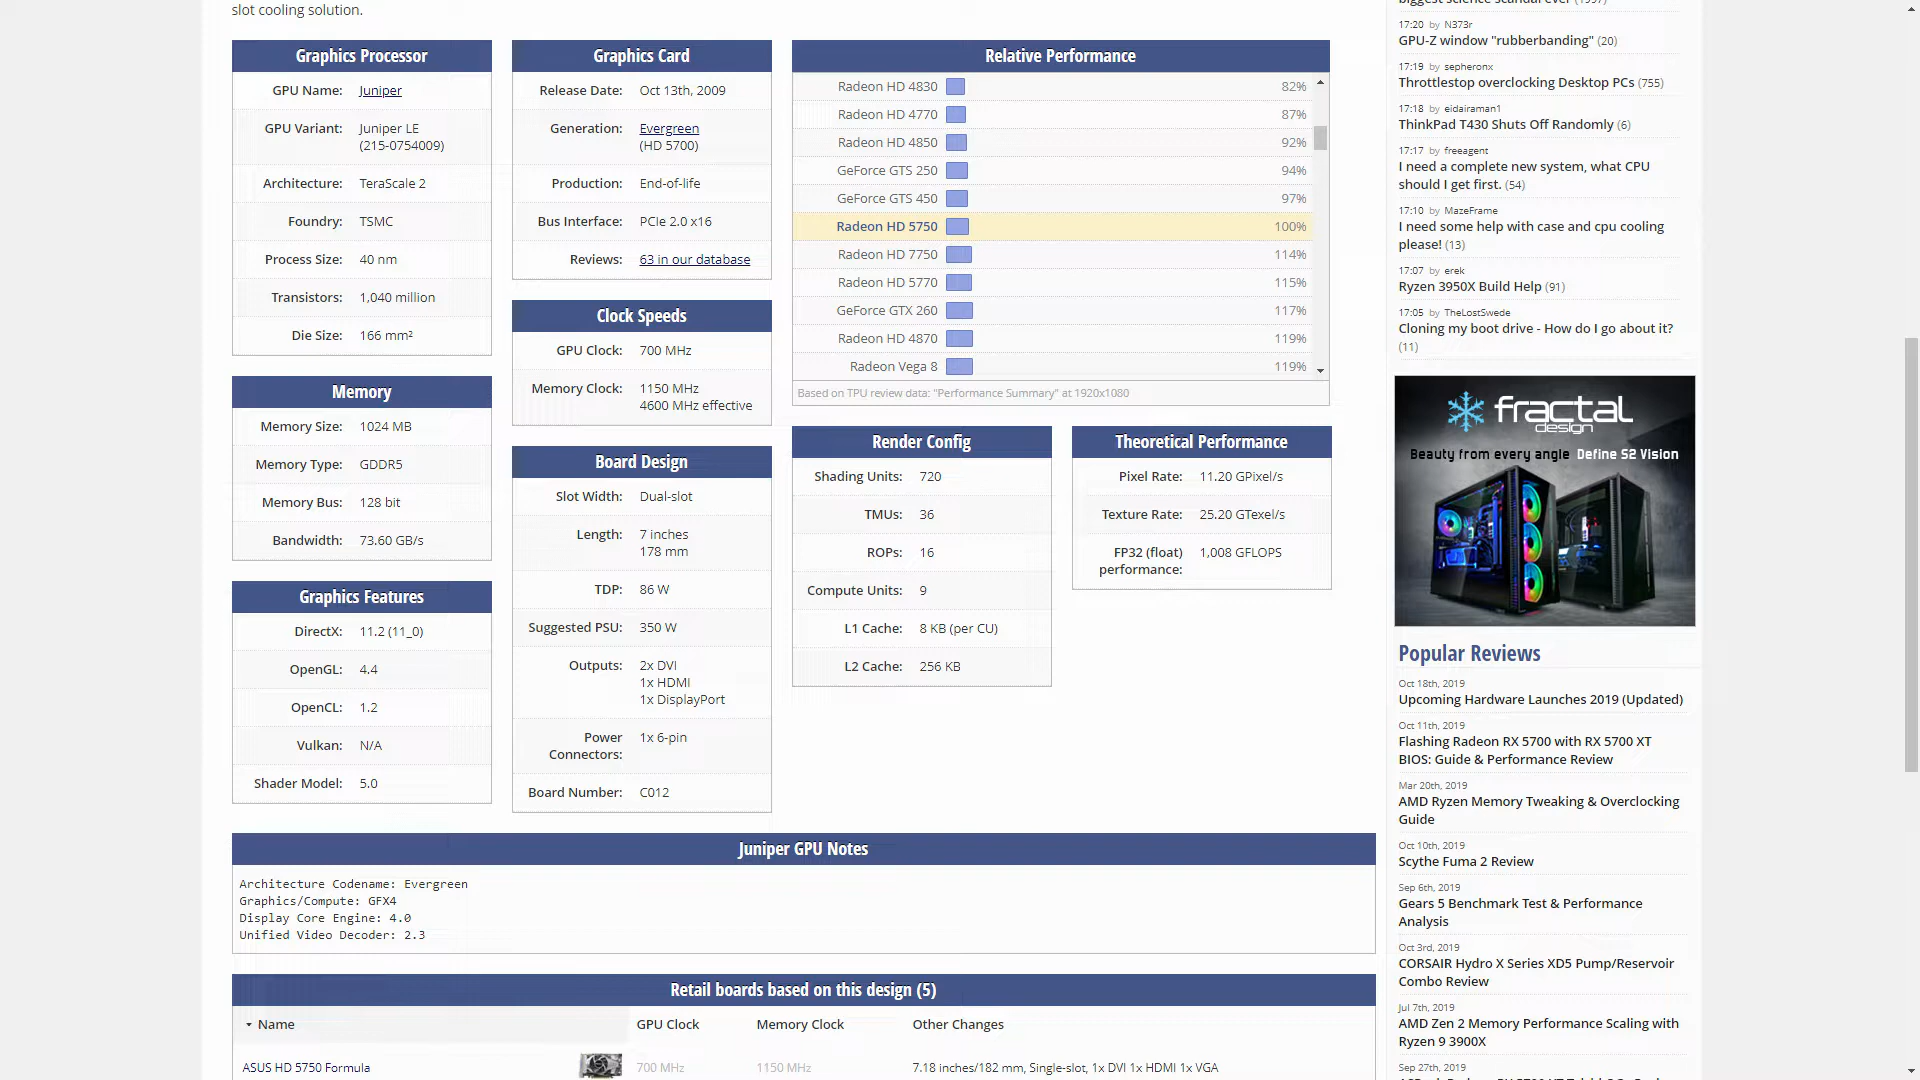 slot cooling solution.
Graphics Processor
GPU Name: Juniper
GPU Variant: Juniper LE
(215-0754009)
Architecture: TeraScale 2
Foundry: TSMC
Process Size: 40 nm
Transistors: 1,040 million
Die Size: 166 mm²
Memory
Memory Size: 1024 MB
Memory Type: GDDR5
Memory Bus: 128 bit
Bandwidth: 73.60 GB/s
Graphics Features
DirectX: 11.2 (11_0)
OpenGL: 4.4
OpenCL: 1.2
Vulkan: N/A
Shader Model: 5.0
Graphics Card
Release Date: Oct 13th, 2009
Generation: Evergreen
(HD 5700)
Production: End-of-life
Bus Interface: PCIe 2.0 x16
Reviews: 63 in our database
Clock Speeds
GPU Clock: 700 MHz
Memory Clock: 1150 MHz
4600 MHz effective
Board Design
Slot Width: Dual-slot
Length: 7 inches
178 mm
TDP: 86 W
Suggested PSU: 350 W
Outputs: 2x DVI
1x HDMI
1x DisplayPort
Power 1x 6-pin
Connectors:
Board Number: C012
Relative Performance
Radeon HD 4830 82%
Radeon HD 4770 87%
Radeon HD 4850 92%
GeForce GTS 250 94%
GeForce GTS 450 97%
Radeon HD 5750 100%
Radeon HD 7750 114%
Radeon HD 5770 115%
GeForce GTX 260 117%
Radeon HD 4870 119%
Radeon Vega 8 119%
Based on TPU review data: "Performance Summary" at 1920x1080
Render Config
Shading Units: 720
TMUs: 36
ROPs: 16
Compute Units: 9
L1 Cache: 8 KB (per CU)
L2 Cache: 256 KB
Theoretical Performance
Pixel Rate: 11.20 GPixel/s
Texture Rate: 25.20 GTexel/s
FP32 (float) 1,008 GFLOPS
performance:
Juniper GPU Notes
Architecture Codename: Evergreen
Graphics/Compute: GFX4
Display Core Engine: 4.0
Unified Video Decoder: 2.3
Retail boards based on this design (5)
Name GPU Clock Memory Clock Other Changes
ASUS HD 5750 Formula 700 MHz 1150 MHz 7.18 inches/182 mm, Single-slot, 1x DVI 1x HDMI 1x VGA
biggest science scandal ever (1997)
17:20 by N373r
GPU-Z window "rubberbanding" (20)
17:19 by sepheronx
Throttlestop overclocking Desktop PCs (755)
17:18 by eidairaman1
ThinkPad T430 Shuts Off Randomly (6)
17:17 by freeagent
I need a complete new system, what CPU
should I get first. (54)
17:10 by MazeFrame
I need some help with case and cpu cooling
please! (13)
17:07 by erek
Ryzen 3950X Build Help (91)
17:05 by TheLostSwede
Cloning my boot drive - How do I go about it?
(11)
fractal
design
Beauty from every angle Define S2 Vision
Popular Reviews
Oct 18th, 2019
Upcoming Hardware Launches 2019 (Updated)
Oct 11th, 2019
Flashing Radeon RX 5700 with RX 5700 XT
BIOS: Guide & Performance Review
Mar 20th, 2019
AMD Ryzen Memory Tweaking & Overclocking
Guide
Oct 10th, 2019
Scythe Fuma 2 Review
Sep 6th, 2019
Gears 5 Benchmark Test & Performance
Analysis
Oct 3rd, 2019
CORSAIR Hydro X Series XD5 Pump/Reservoir
Combo Review
Jul 7th, 2019
AMD Zen 2 Memory Performance Scaling with
Ryzen 9 3900X
Sep 27th, 2019